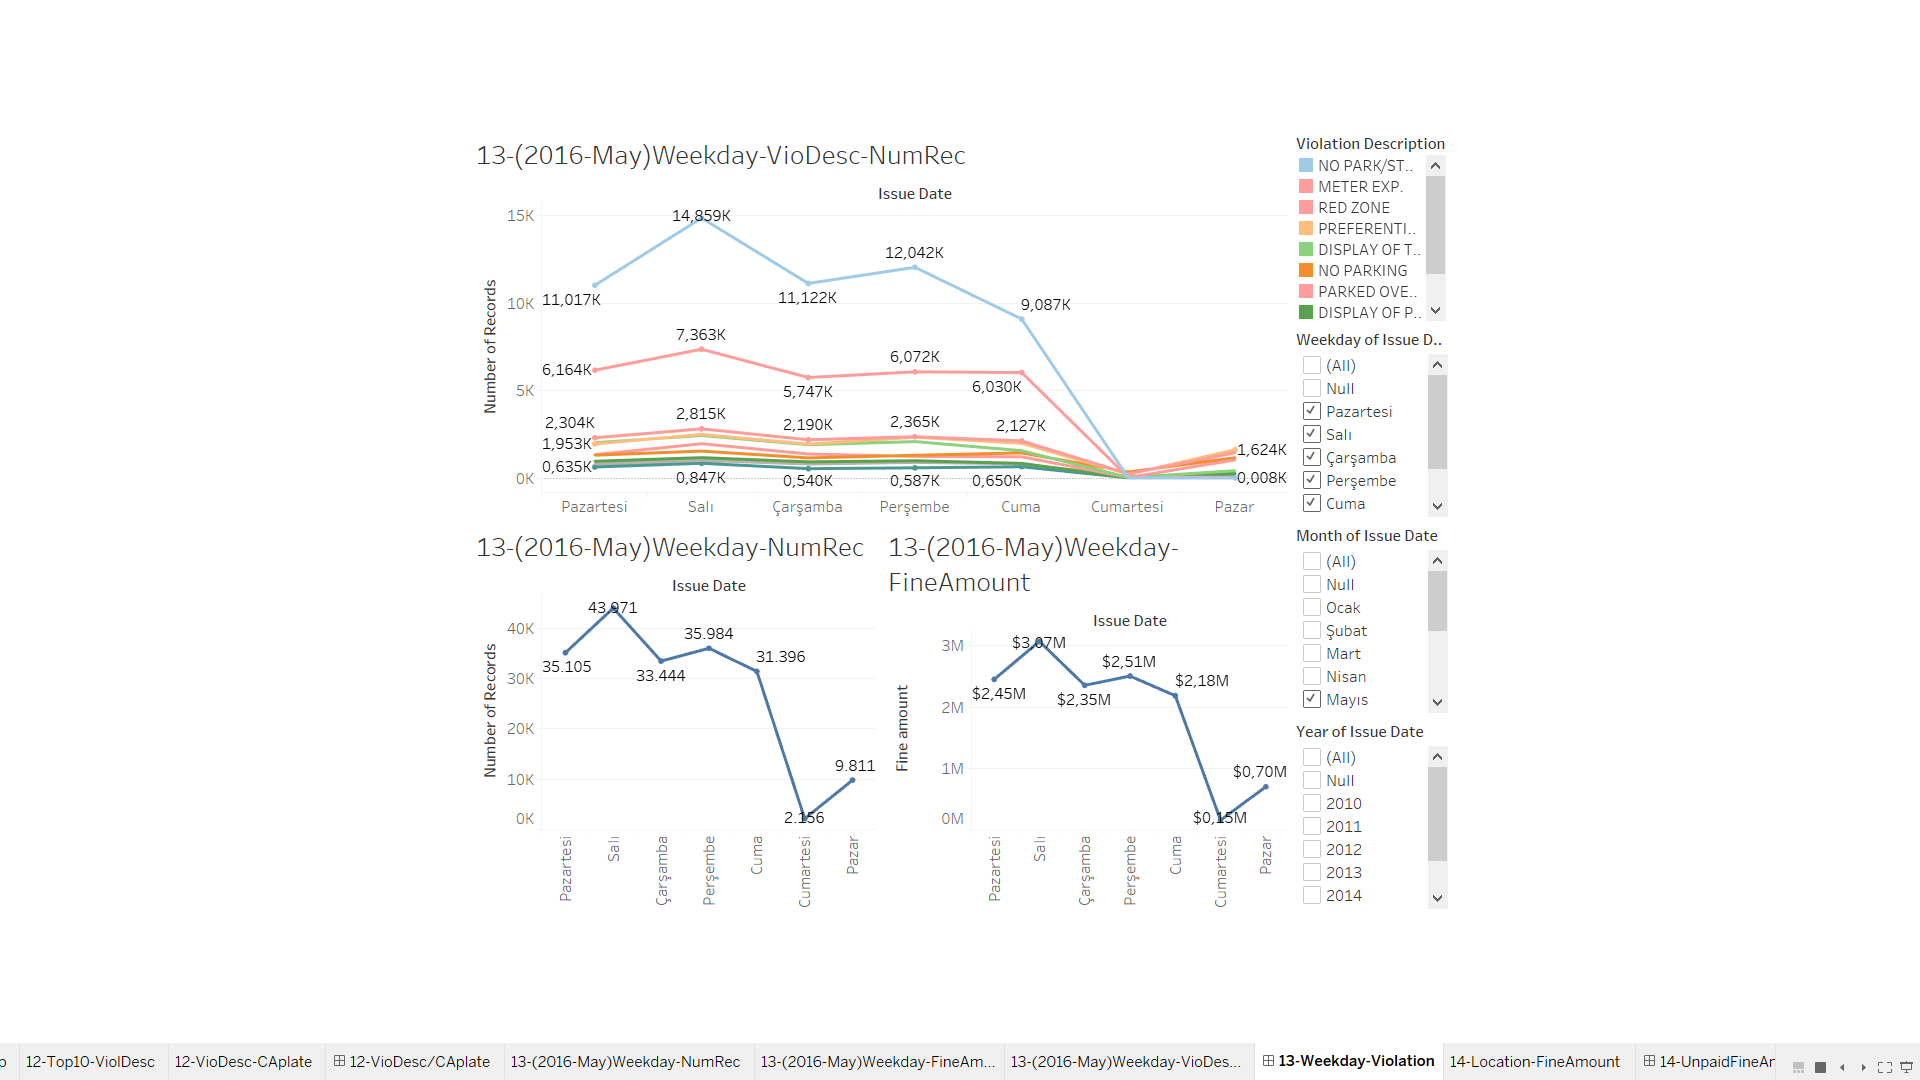 13-(2016-May)Weekday-VioDesc-NumRec
Issue Date
Number of Records
15K
10K
5K
0K
14,859K
12,042K
11,017K
11,122K
9,087K
7,363K
6,164K
6,072K
5,747K
6,030K
2,304K
2,815K
2,190K
2,365K
2,127K
1,953K
1,624K
0,635K
0,847K
0,540K
0,587K
0,650K
0,008K
Pazartesi
Salı
Çarşamba
Perşembe
Cuma
Cumartesi
Pazar
13-(2016-May)Weekday-NumRec
Issue Date
Number of Records
40K
30K
20K
10K
0K
35.105
43.971
33.444
35.984
31.396
2.156
9.811
Pazartesi
Salı
Çarşamba
Perşembe
Cuma
Cumartesi
Pazar
13-(2016-May)Weekday-
FineAmount
Issue Date
Fine amount
3M
2M
1M
0M
$2,45M
$3,07M
$2,35M
$2,51M
$2,18M
$0,15M
$0,70M
Pazartesi
Salı
Çarşamba
Perşembe
Cuma
Cumartesi
Pazar
Violation Description
NO PARK/ST..
METER EXP.
RED ZONE
PREFERENTI..
DISPLAY OF T..
NO PARKING
PARKED OVE..
DISPLAY OF P..
Weekday of Issue D..
(All)
Null
Pazartesi
Salı
Çarşamba
Perşembe
Cuma
Month of Issue Date
(All)
Null
Ocak
Şubat
Mart
Nisan
Mayıs
Year of Issue Date
(All)
Null
2010
2011
2012
2013
2014
p
12-Top10-ViolDesc
12-VioDesc-CAplate
12-VioDesc/CAplate
13-(2016-May)Weekday-NumRec
13-(2016-May)Weekday-FineAm...
13-(2016-May)Weekday-VioDes...
13-Weekday-Violation
14-Location-FineAmount
14-UnpaidFineAr